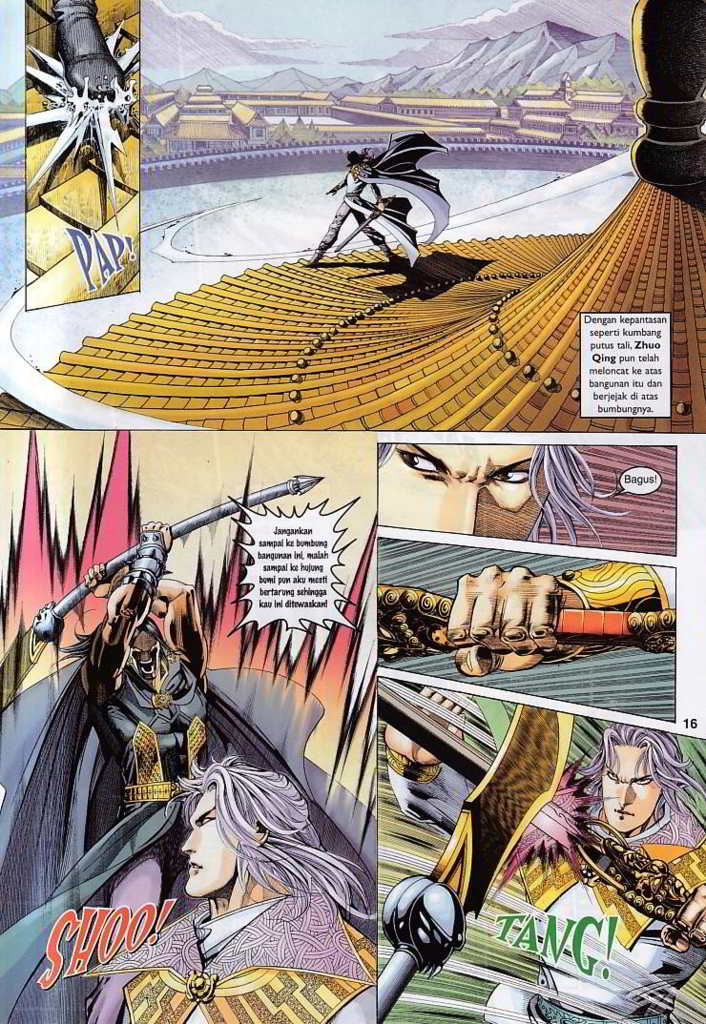 PAP!
Dengan kepantasan
seperti kumbang
putus tali, Zhuo
Qing pun telah
meloncat ke atas
bangunan itu dan
berjejak di atas
bumbungnya.
Jangankan
sampai ke bumbung
bangunan ini, malah
sampai ke hujung
bumi pun aku mesti
bertarung sehingga
kau ini ditewaskan!
SHOO!
Bagus!
16
TANG!